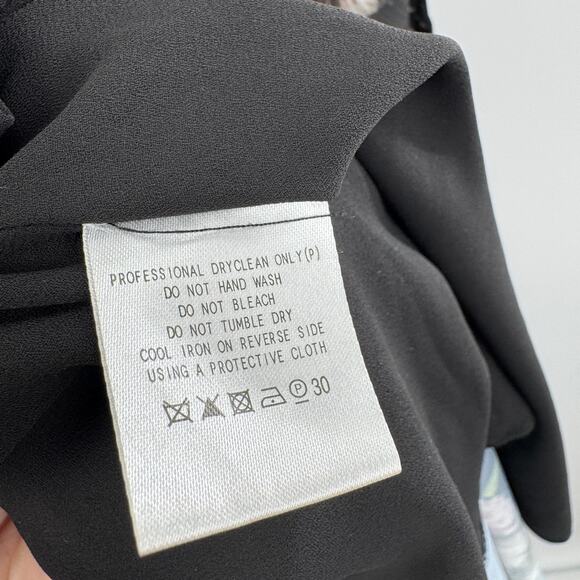 PROFESSIONAL DRYCLEAN ONLY(P)
DO NOT HAND WASH
DO NOT BLEACH
DO NOT TUMBLE DRY
COOL IRON ON REVERSE SIDE
USING A PROTECTIVE CLOTH
P 30